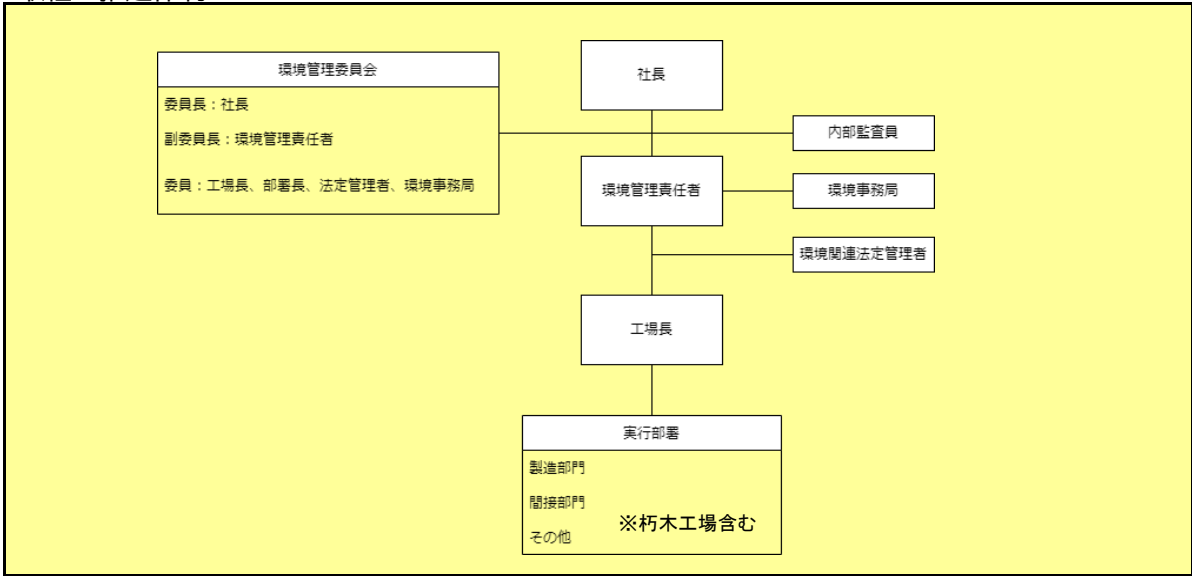 環境管理委員会
委員長：社長
副委員長：環境管理責任者
委員：工場長、部署長、法定管理者、環境事務局
社長
内部監査員
環境管理責任者
環境事務局
環境関連法定管理者
工場長
実行部署
製造部門
間接部門
その他
※朽木工場含む